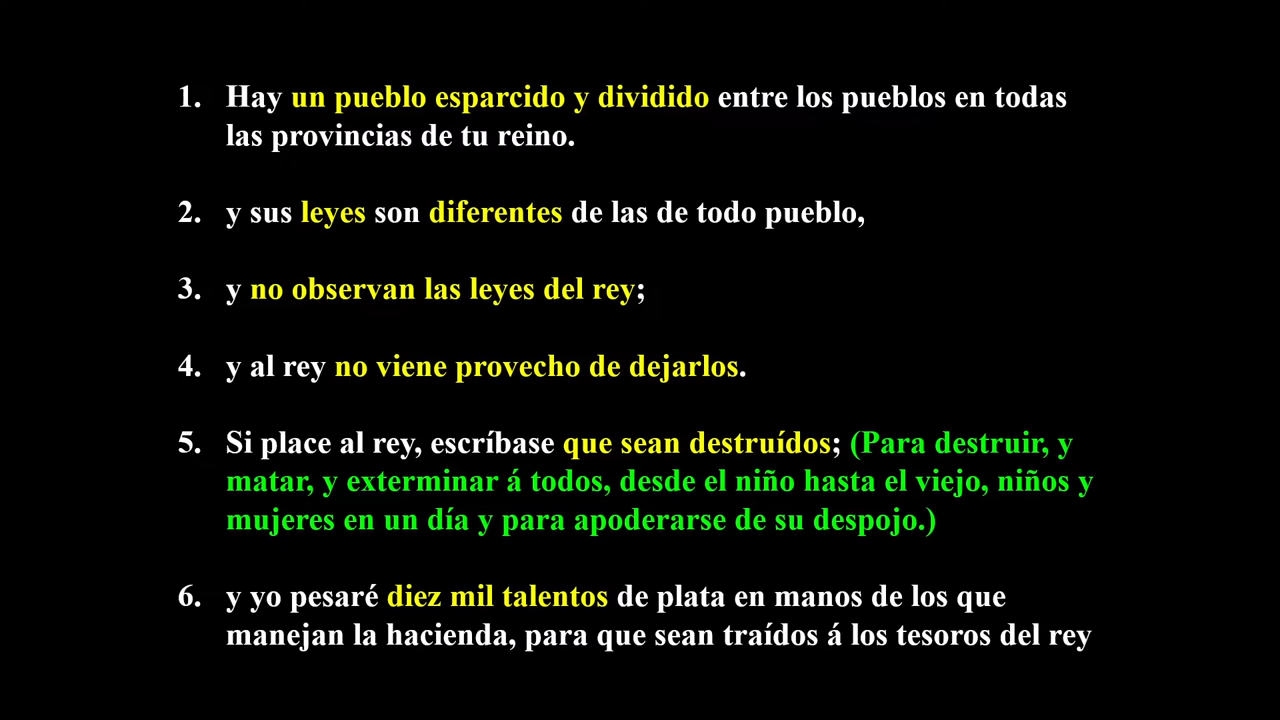 1. Hay un pueblo esparcido y dividido entre los pueblos en todas
las provincias de tu reino.
2. y sus leyes son diferentes de las de todo pueblo,
3. y no observan las leyes del rey;
4. y al rey no viene provecho de dejarlos.
5. Si place al rey, escríbase que sean destruídos; (Para destruir, y
matar, y exterminar á todos, desde el niño hasta el viejo, niños y
mujeres en un día y para apoderarse de su despojo.)
6. y yo pesaré diez mil talentos de plata en manos de los que
manejan la hacienda, para que sean traídos á los tesoros del rey